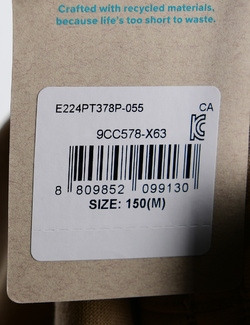 Crafted with recycled materials,
because life's too short to waste.
E224PT378P-055
CA
9CC578-X63
8 809852 099130
SIZE: 150(M)